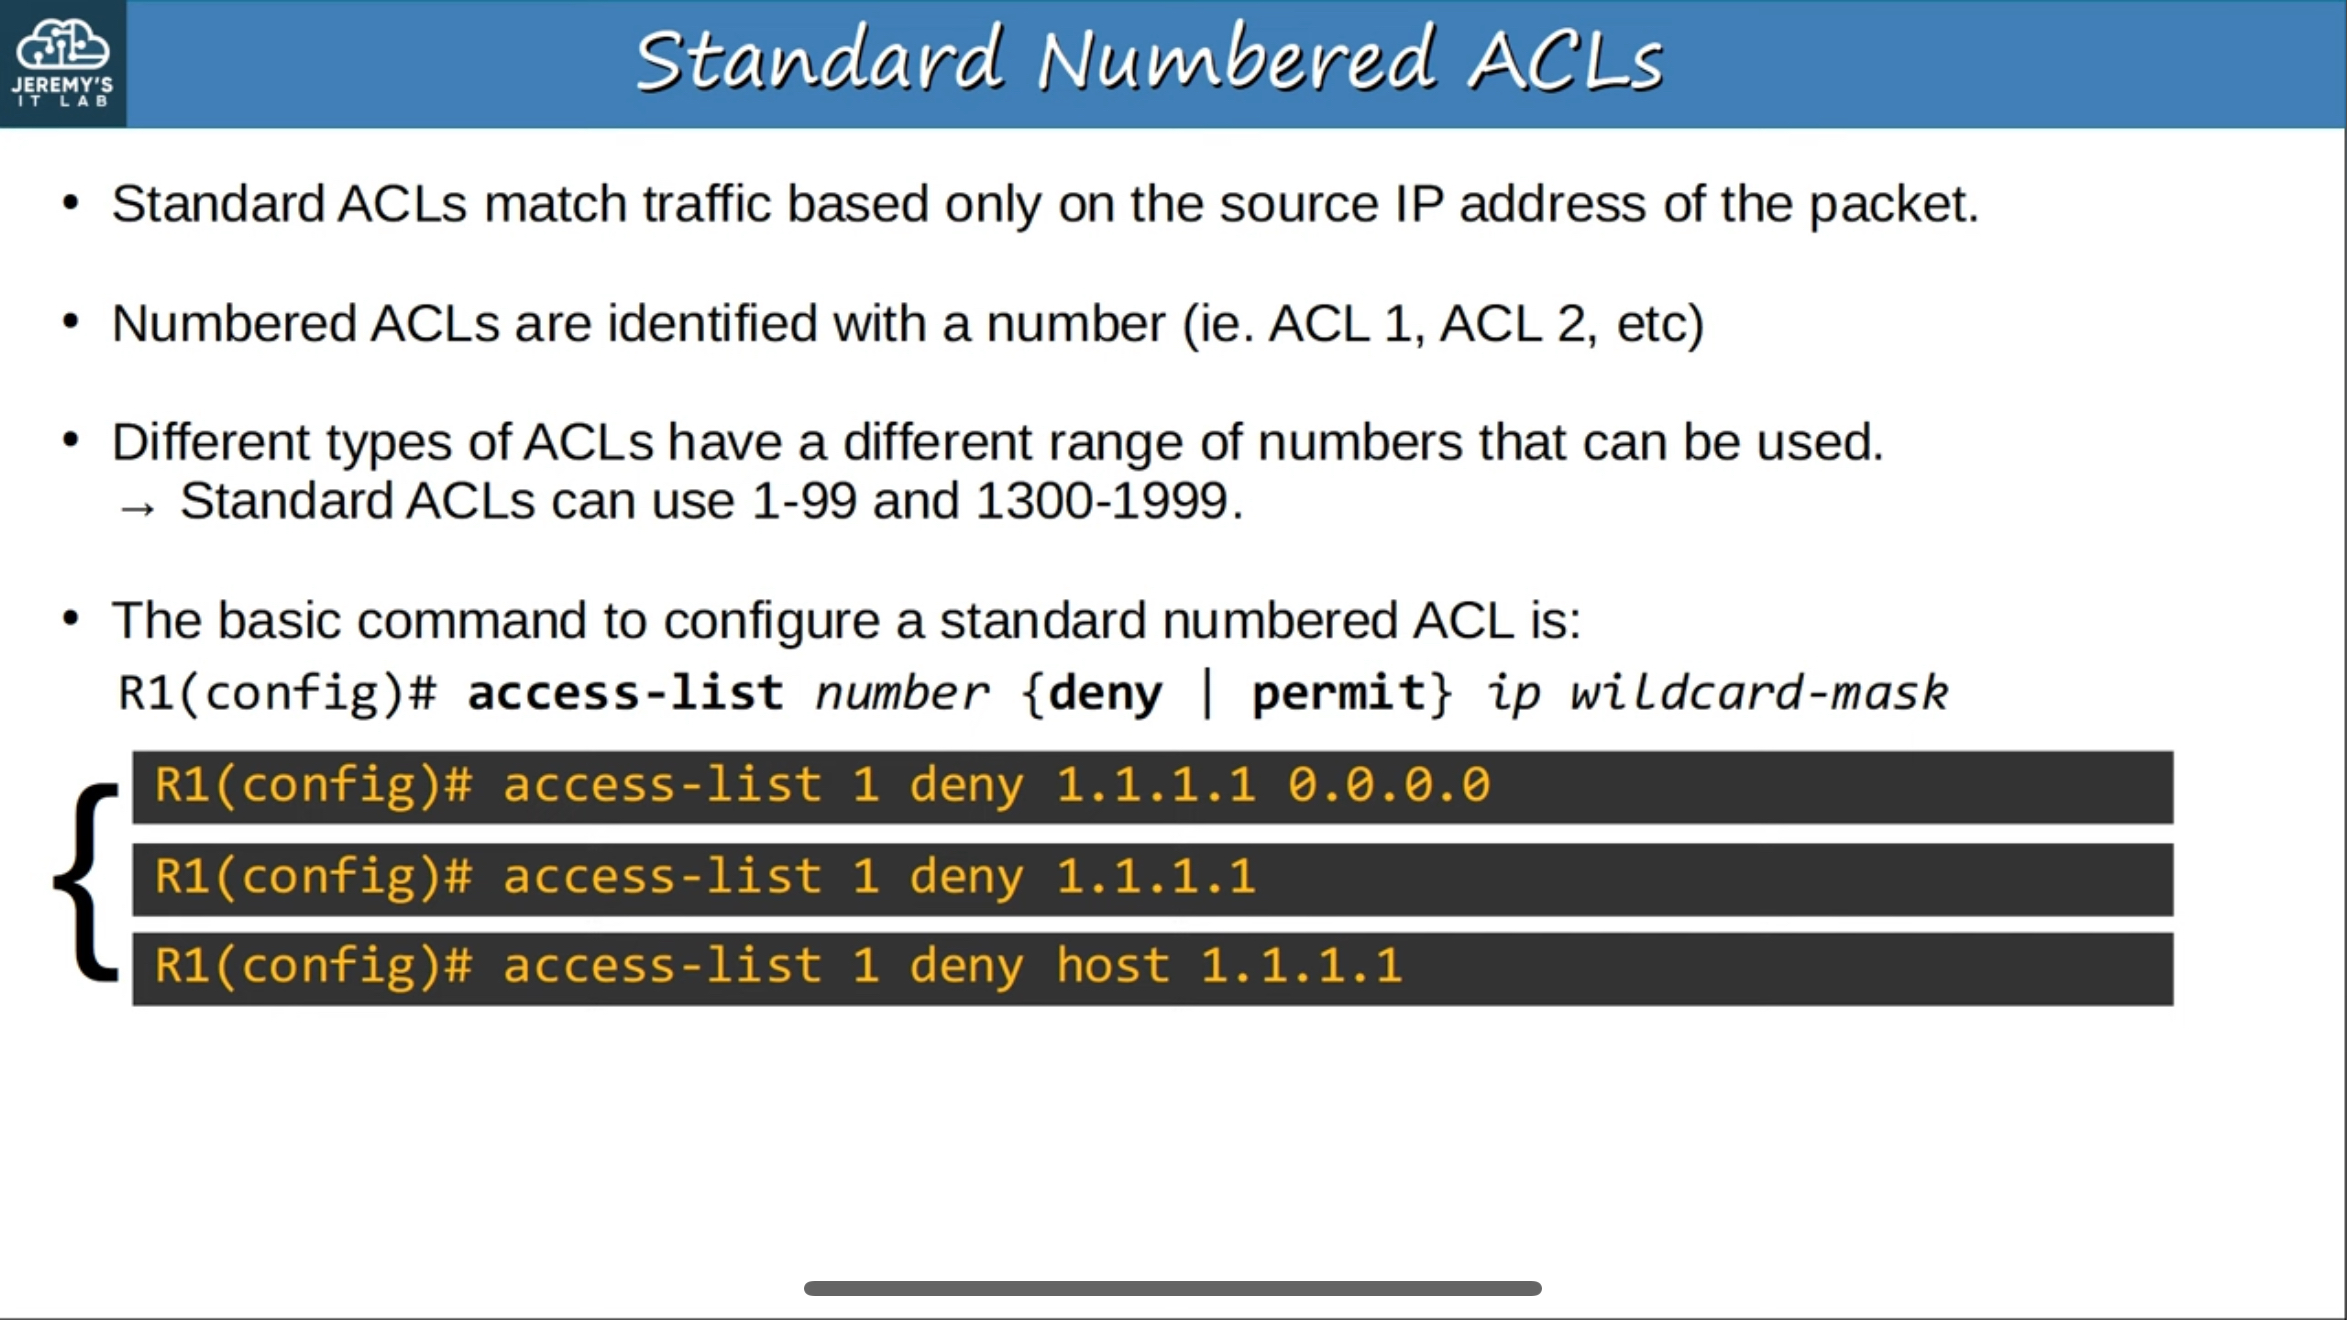 JEREMY'S
IT LAB
Standard Numbered ACLs
• Standard ACLs match traffic based only on the source IP address of the packet.
• Numbered ACLs are identified with a number (ie. ACL 1, ACL 2, etc)
• Different types of ACLs have a different range of numbers that can be used.
→ Standard ACLs can use 1-99 and 1300-1999.
• The basic command to configure a standard numbered ACL is:
R1(config)# access-list number {deny | permit} ip wildcard-mask
R1(config)# access-list 1 deny 1.1.1.1 0.0.0.0
R1(config)# access-list 1 deny 1.1.1.1
R1(config)# access-list 1 deny host 1.1.1.1